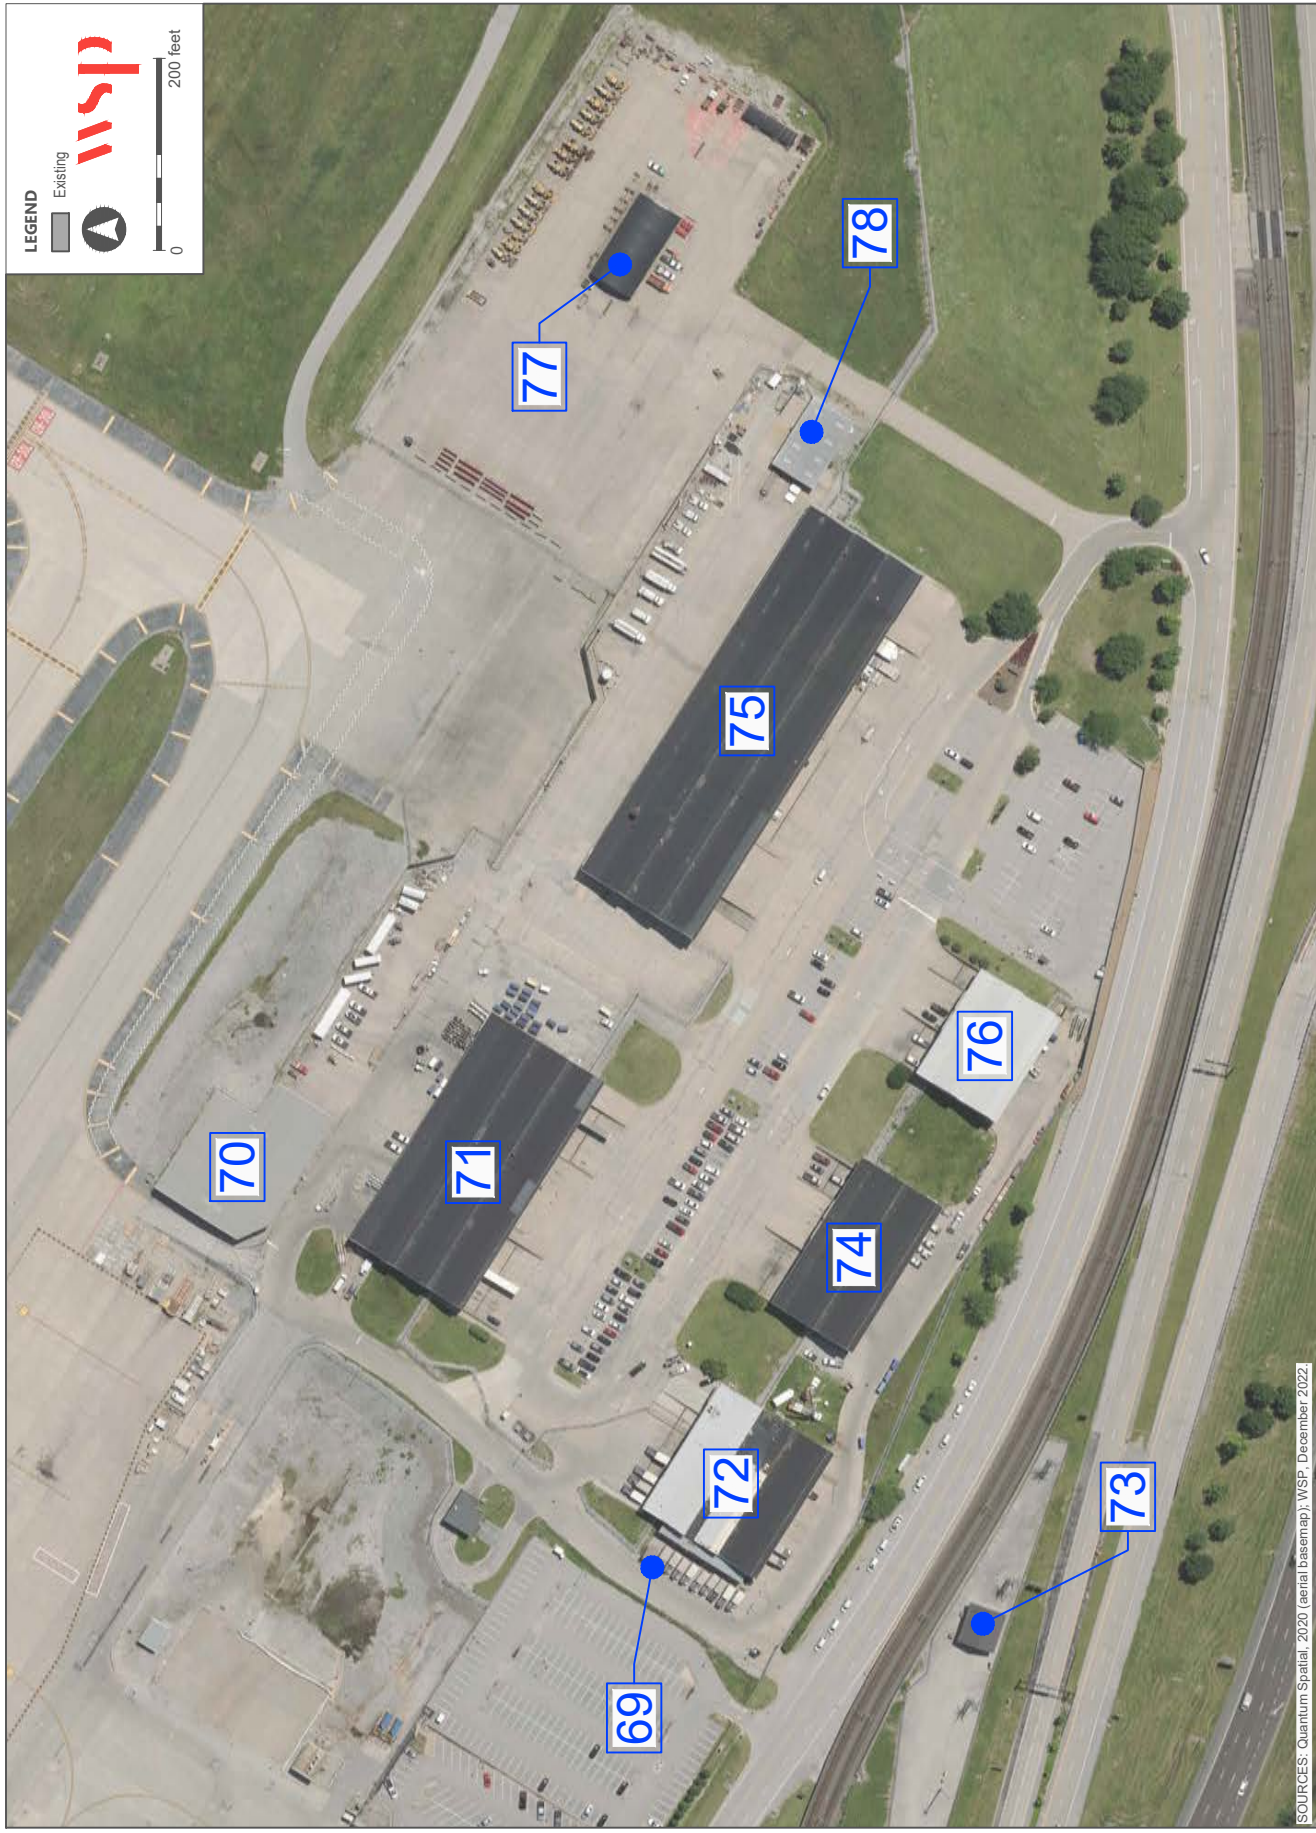 LEGEND
Existing
wsp
0
200 feet
77
78
75
70
71
76
74
72
73
69
SOURCES: Quantum Spatial, 2020 (aerial basemap); WSP, December 2022.